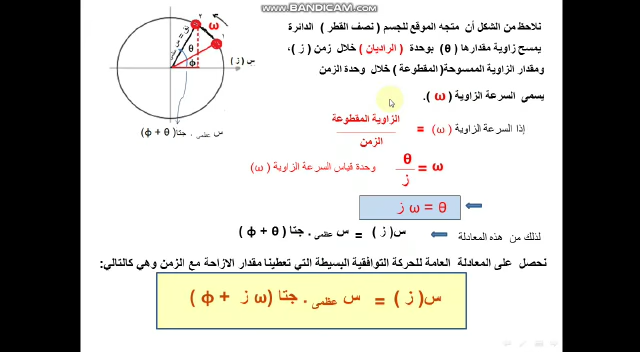 www.BANDICAM.com
نلاحظ من الشكل أن متجه الموقع للجسم ( نصف القطر ) الدائرة
يمسح زاوية مقدارها ( θ ) بوحدة ( الراديان ) خلال زمن ( ز ) ،
ومقدار الزاوية الممسوحة ( المقطوعة ) خلال وحدة الزمن
يسمى السرعة الزاوية ( ω ) .
إذا السرعة الزاوية ( ω ) = الزاوية المقطوعة
الزمن
ω = θ
ز
وحدة قياس السرعة الزاوية ( ω )
θ = ω ز
لذلك من هذه المعادلة س( ز ) = س عظمى . جتا ( θ + φ )
نحصل على المعادلة العامة للحركة التوافقية البسيطة التي تعطينا مقدار الازاحة مع الزمن وهي كالتالي:
س( ز ) = س عظمى . جتا ( ω ز + φ )
ω
θ
φ
س ( ز )
س عظمى . جتا ( θ + φ )